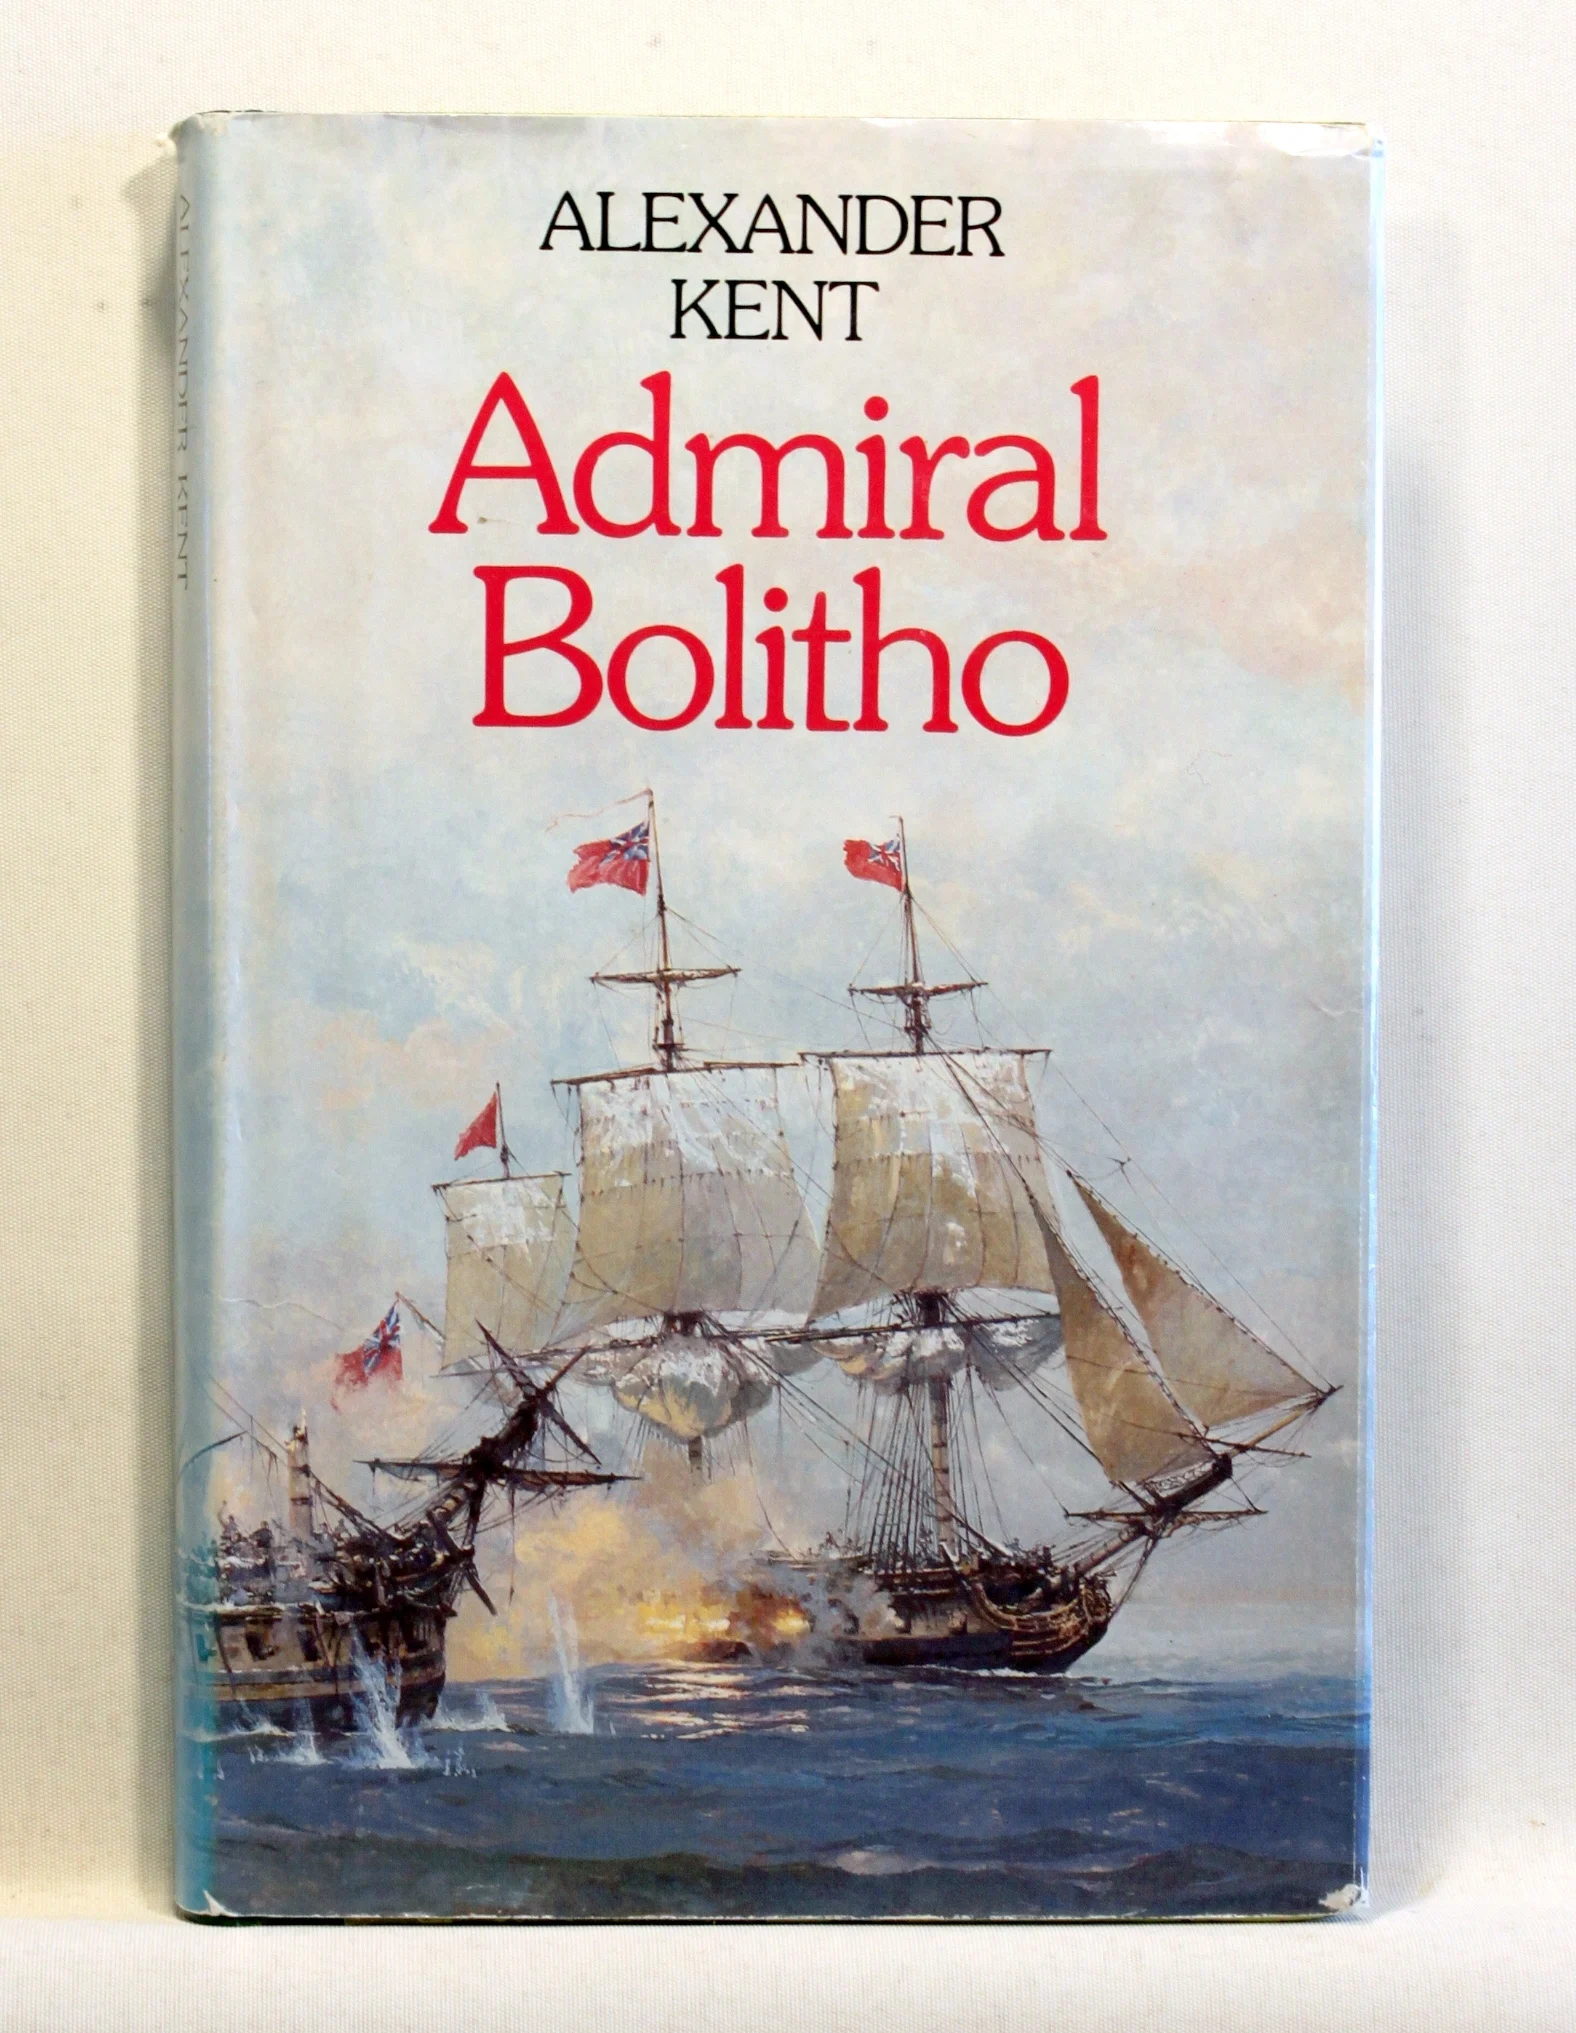 ALEXANDER
KENT
Admiral
Bolitho
ALEXANDER KENT